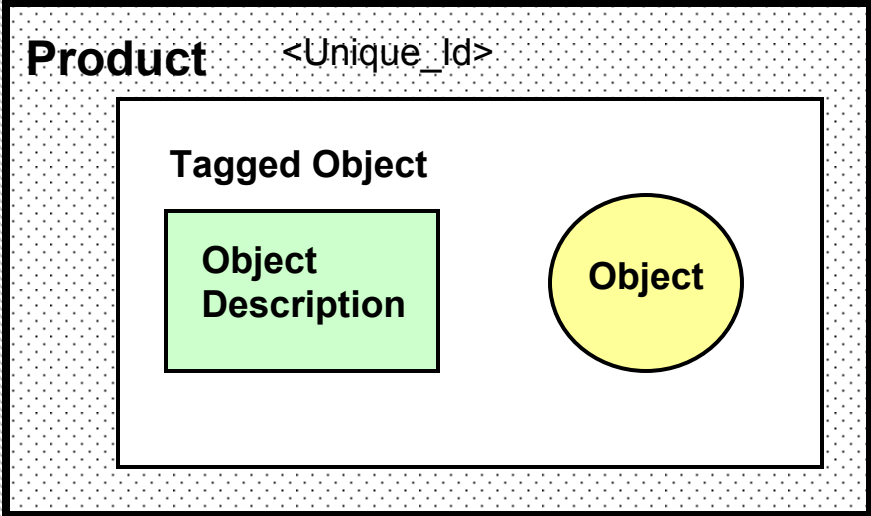 Product <Unique_Id>
Tagged Object
Object
Description
Object